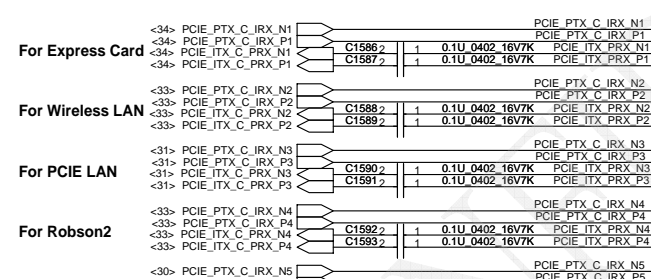 <34> PCIE_PTX_C_IRX_N1 PCIE_PTX_C_IRX_N1
<34> PCIE_PTX_C_IRX_P1 PCIE_PTX_C_IRX_P1
For Express Card <34> PCIE_ITX_C_PRX_N1 C1586 2 1 0.1U_0402_16V7K PCIE_ITX_PRX_N1
<34> PCIE_ITX_C_PRX_P1 C1587 2 1 0.1U_0402_16V7K PCIE_ITX_PRX_P1
<33> PCIE_PTX_C_IRX_N2 PCIE_PTX_C_IRX_N2
<33> PCIE_PTX_C_IRX_P2 PCIE_PTX_C_IRX_P2
For Wireless LAN <33> PCIE_ITX_C_PRX_N2 C1588 2 1 0.1U_0402_16V7K PCIE_ITX_PRX_N2
<33> PCIE_ITX_C_PRX_P2 C1589 2 1 0.1U_0402_16V7K PCIE_ITX_PRX_P2
<31> PCIE_PTX_C_IRX_N3 PCIE_PTX_C_IRX_N3
<31> PCIE_PTX_C_IRX_P3 PCIE_PTX_C_IRX_P3
For PCIE LAN <31> PCIE_ITX_C_PRX_N3 C1590 2 1 0.1U_0402_16V7K PCIE_ITX_PRX_N3
<31> PCIE_ITX_C_PRX_P3 C1591 2 1 0.1U_0402_16V7K PCIE_ITX_PRX_P3
<33> PCIE_PTX_C_IRX_N4 PCIE_PTX_C_IRX_N4
<33> PCIE_PTX_C_IRX_P4 PCIE_PTX_C_IRX_P4
For Robson2 <33> PCIE_ITX_C_PRX_N4 C1592 2 1 0.1U_0402_16V7K PCIE_ITX_PRX_N4
<33> PCIE_ITX_C_PRX_P4 C1593 2 1 0.1U_0402_16V7K PCIE_ITX_PRX_P4
<30> PCIE_PTX_C_IRX_N5 PCIE_PTX_C_IRX_N5
PCIE_PTX_C_IRX_P5